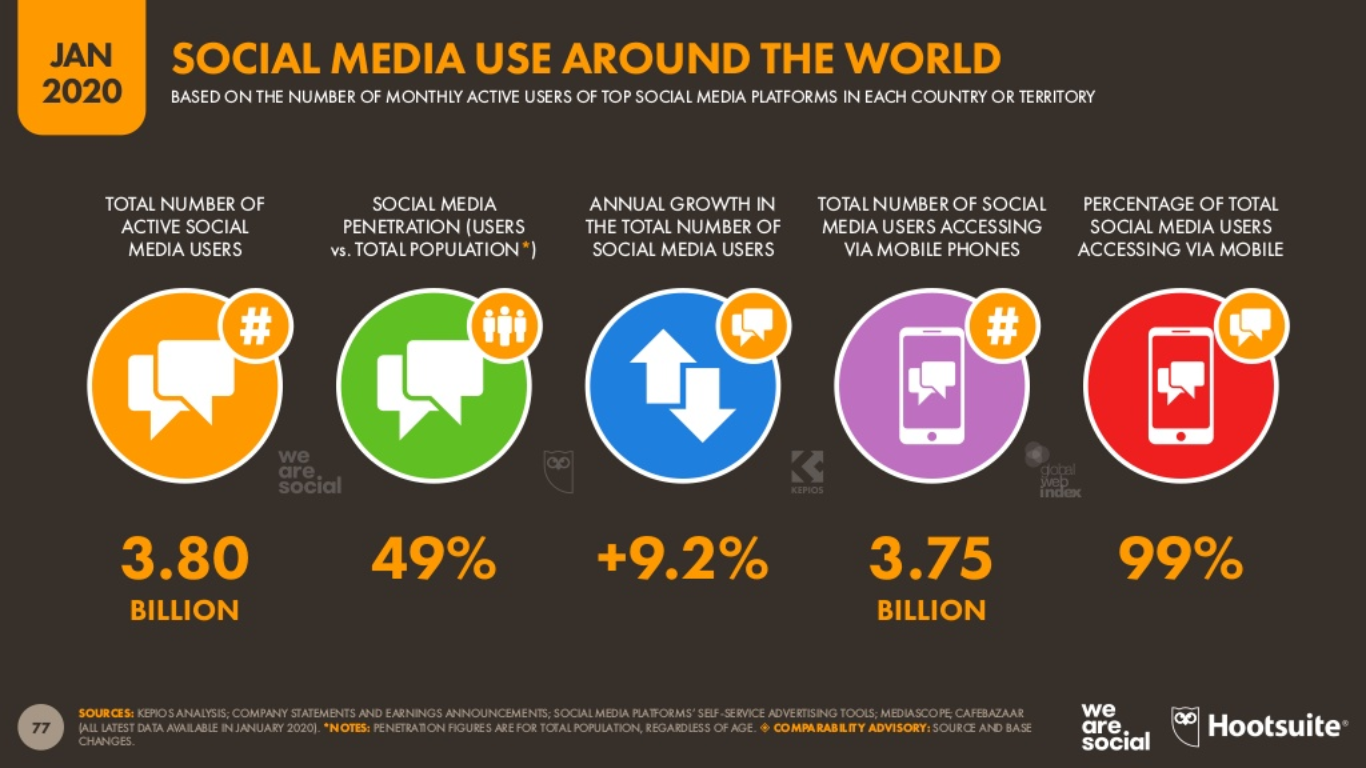 JAN
2020
SOCIAL MEDIA USE AROUND THE WORLD
BASED ON THE NUMBER OF MONTHLY ACTIVE USERS OF TOP SOCIAL MEDIA PLATFORMS IN EACH COUNTRY OR TERRITORY
TOTAL NUMBER OF
ACTIVE SOCIAL
MEDIA USERS
SOCIAL MEDIA
PENETRATION (USERS
vs. TOTAL POPULATION*)
ANNUAL GROWTH IN
THE TOTAL NUMBER OF
SOCIAL MEDIA USERS
TOTAL NUMBER OF SOCIAL
MEDIA USERS ACCESSING
VIA MOBILE PHONES
PERCENTAGE OF TOTAL
SOCIAL MEDIA USERS
ACCESSING VIA MOBILE
#
#
we
are
social
KEPIOS
global
web
index
3.80
BILLION
49%
+9.2%
3.75
BILLION
99%
77
SOURCES: KEPIOS ANALYSIS; COMPANY STATEMENTS AND EARNINGS ANNOUNCEMENTS; SOCIAL MEDIA PLATFORMS' SELF-SERVICE ADVERTISING TOOLS; MEDIASCOPE; CAFEBAZAAR
(ALL LATEST DATA AVAILABLE IN JANUARY 2020). *NOTES: PENETRATION FIGURES ARE FOR TOTAL POPULATION, REGARDLESS OF AGE. ◈ COMPARABILITY ADVISORY: SOURCE AND BASE
CHANGES.
we
are
social
Hootsuite®